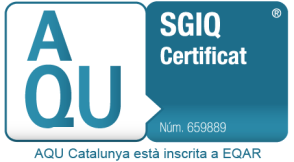 AQU
SGIQ
®
Certificat
Núm. 659889
AQU Catalunya està inscrita a EQAR